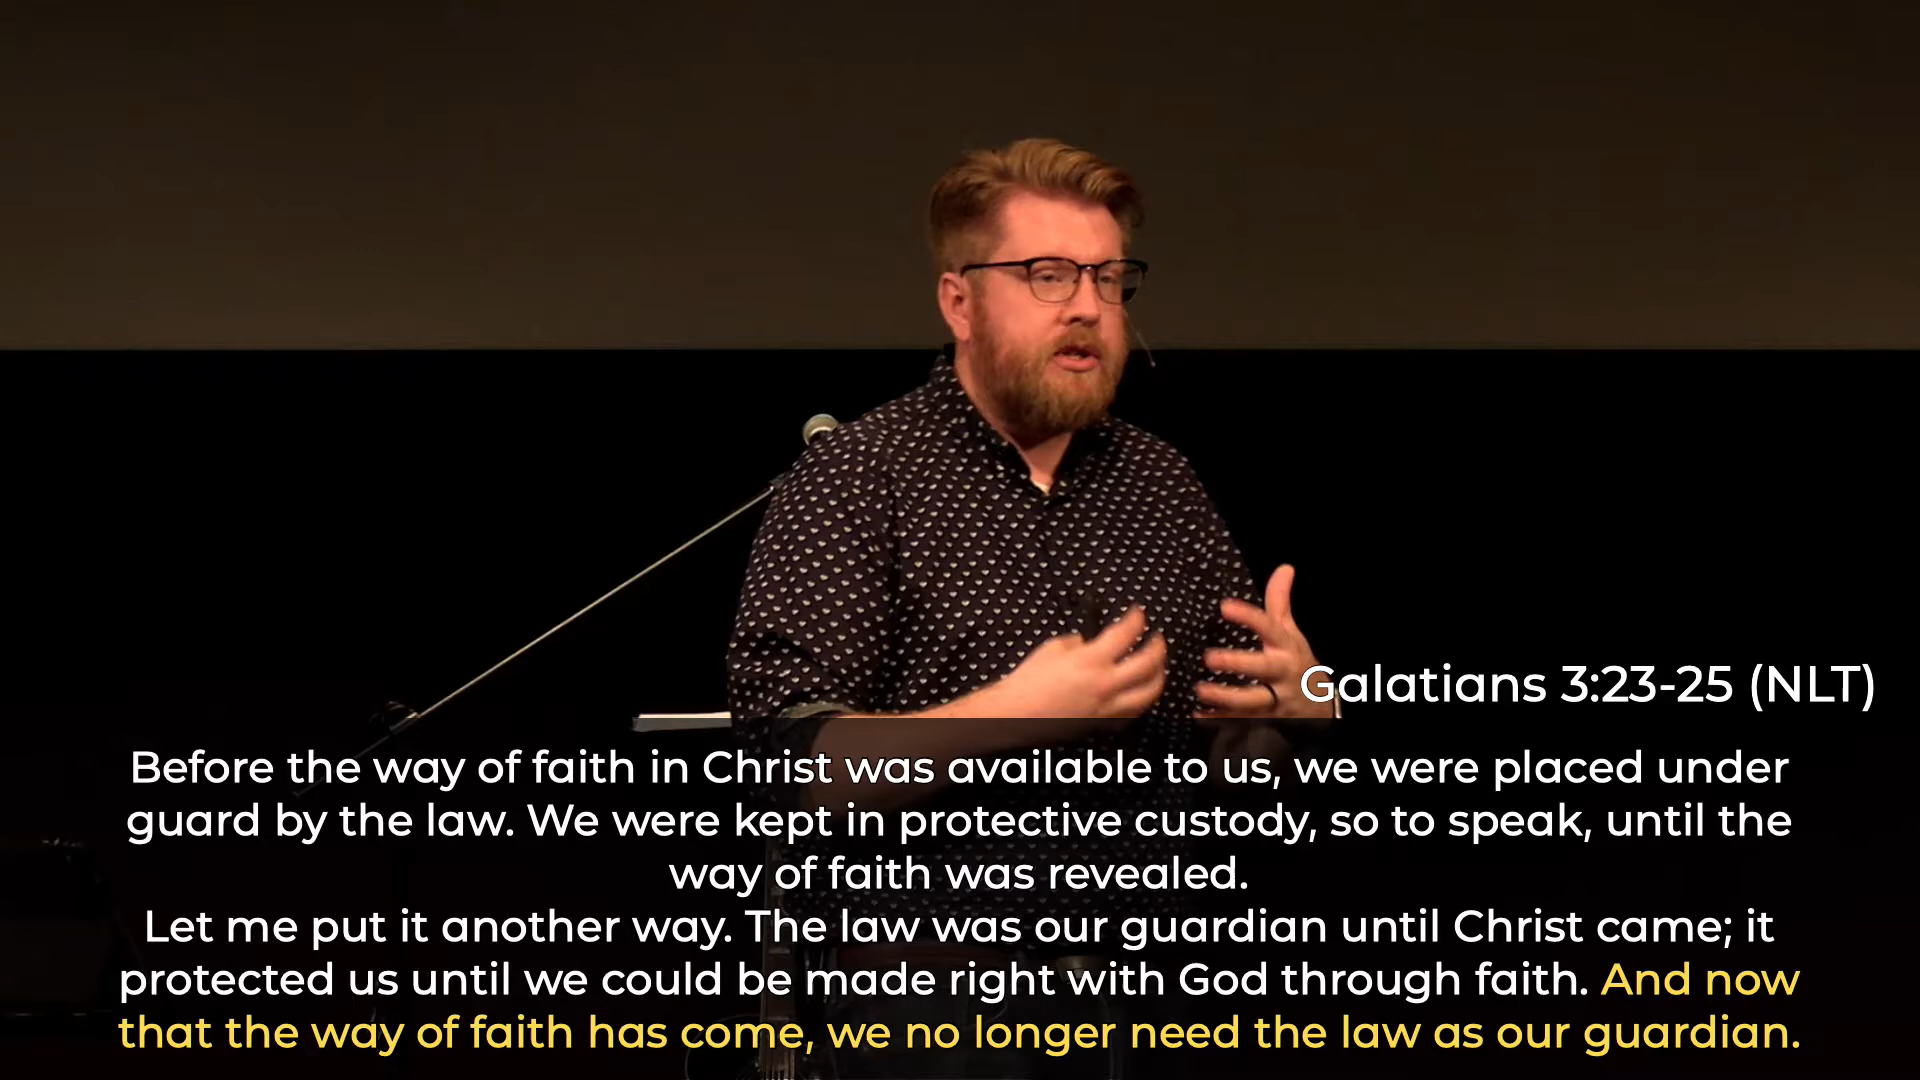 Galatians 3:23-25 (NLT)
Before the way of faith in Christ was available to us, we were placed under
guard by the law. We were kept in protective custody, so to speak, until the
way of faith was revealed.
Let me put it another way. The law was our guardian until Christ came; it
protected us until we could be made right with God through faith. And now
that the way of faith has come, we no longer need the law as our guardian.